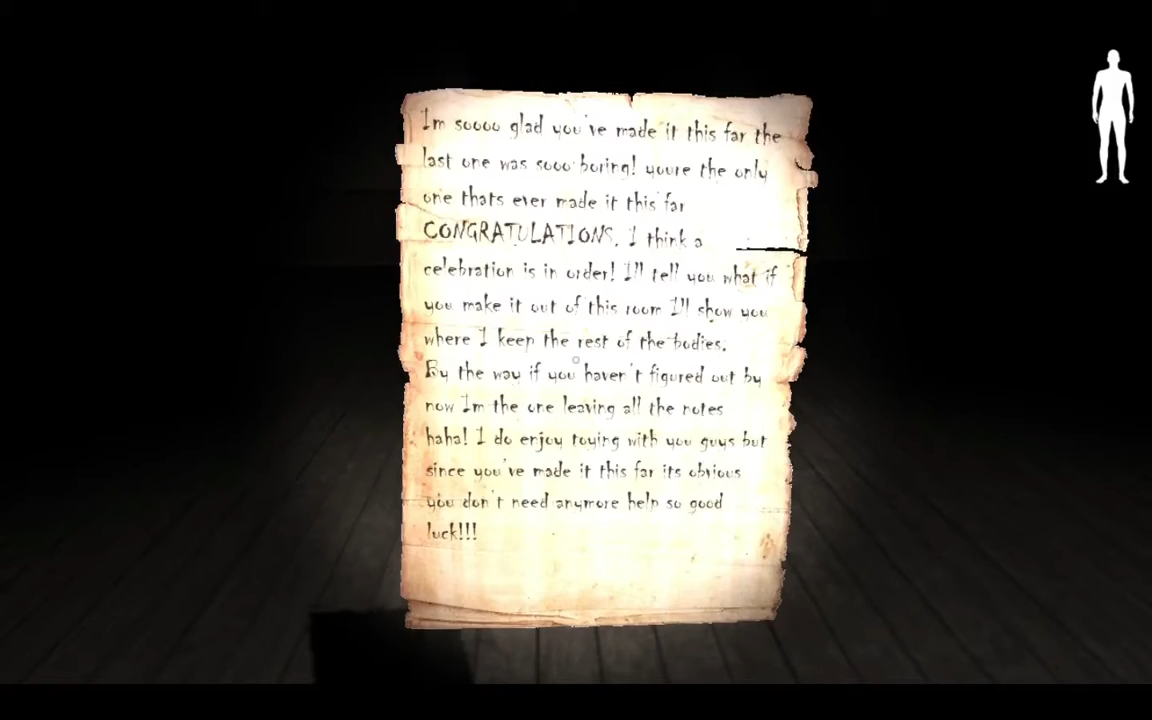 Im soooo glad you've made it this far the
last one was sooo boring! youre the only
one thats ever made it this far
CONGRATULATIONS. I think a
celebration is in order! I'll tell you what if
you make it out of this room I'll show you
where I keep the rest of the bodies.
By the way if you haven't figured out by
now Im the one leaving all the notes
haha! I do enjoy toying with you guys but
since you've made it this far its obvious
you don't need anymore help so good
luck!!!